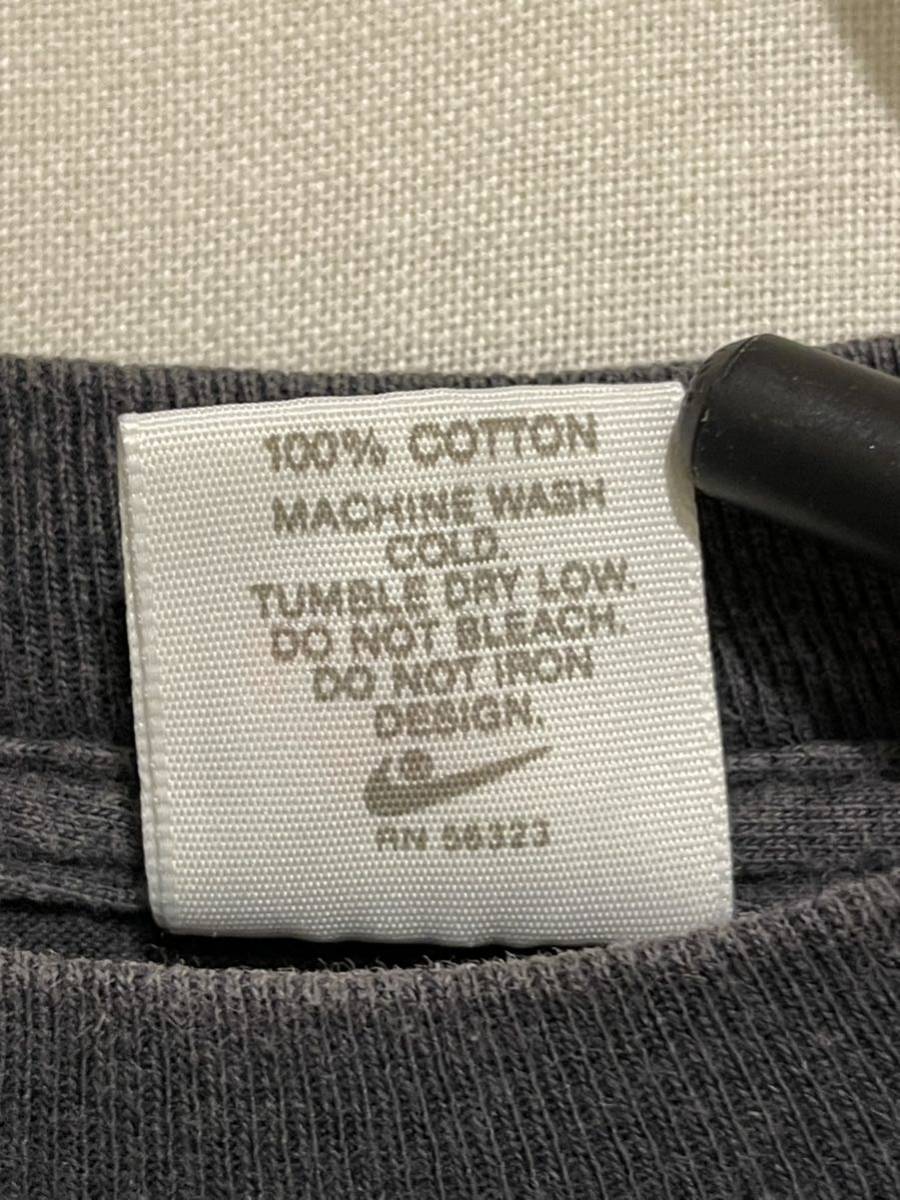 100% COTTON
MACHINE WASH
COLD.
TUMBLE DRY LOW.
DO NOT BLEACH.
DO NOT IRON
DESIGN.
®
RN 56323